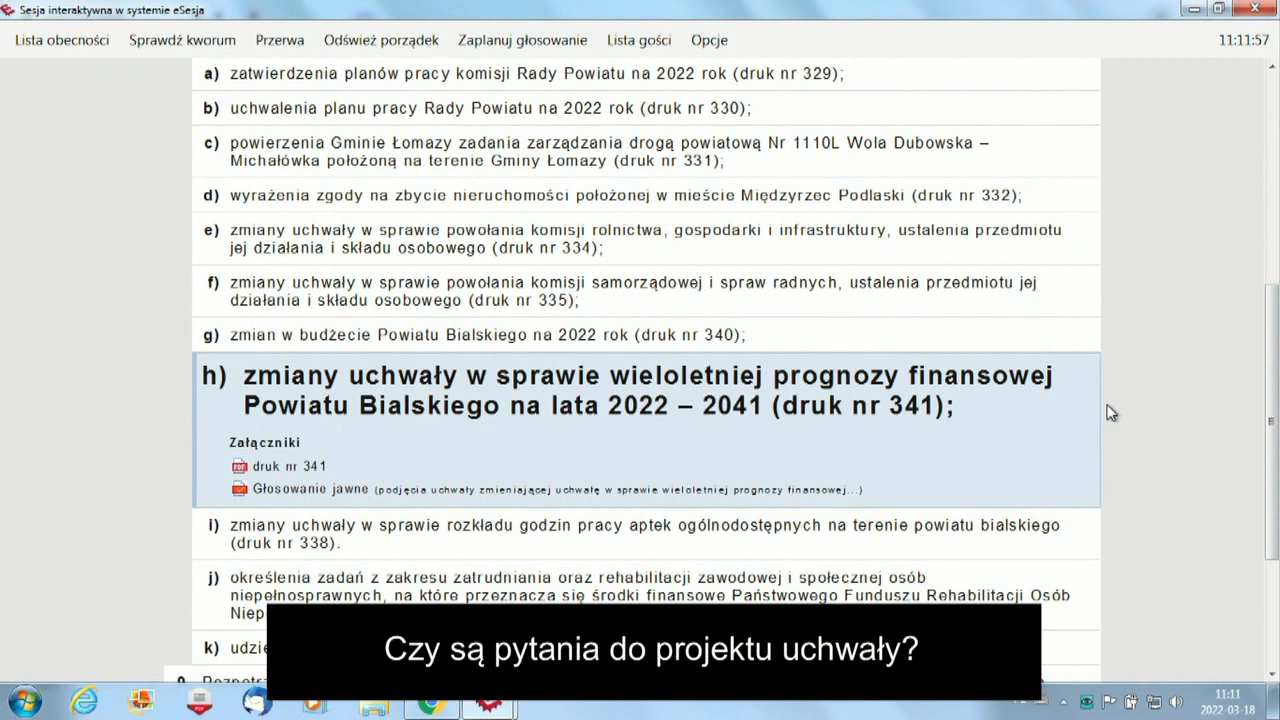 Sesja interaktywna w systemie eSesja
Lista obecności Sprawdź kworum Przerwa Odśwież porządek Zaplanuj głosowanie Lista gości Opcje 11:11:57
a) zatwierdzenia planów pracy komisji Rady Powiatu na 2022 rok (druk nr 329);
b) uchwalenia planu pracy Rady Powiatu na 2022 rok (druk nr 330);
c) powierzenia Gminie Łomazy zadania zarządzania drogą powiatową Nr 1110L Wola Dubowska –
Michałówka położoną na terenie Gminy Łomazy (druk nr 331);
d) wyrażenia zgody na zbycie nieruchomości położonej w mieście Międzyrzec Podlaski (druk nr 332);
e) zmiany uchwały w sprawie powołania komisji rolnictwa, gospodarki i infrastruktury, ustalenia przedmiotu
jej działania i składu osobowego (druk nr 334);
f) zmiany uchwały w sprawie powołania komisji samorządowej i spraw radnych, ustalenia przedmiotu jej
działania i składu osobowego (druk nr 335);
g) zmian w budżecie Powiatu Bialskiego na 2022 rok (druk nr 340);
h) zmiany uchwały w sprawie wieloletniej prognozy finansowej
Powiatu Bialskiego na lata 2022 – 2041 (druk nr 341);
Załączniki
PDF druk nr 341
Głosowanie jawne (podjęcia uchwały zmieniającej uchwałę w sprawie wieloletniej prognozy finansowej...)
i) zmiany uchwały w sprawie rozkładu godzin pracy aptek ogólnodostępnych na terenie powiatu bialskiego
(druk nr 338).
j) określenia zadań z zakresu zatrudniania oraz rehabilitacji zawodowej i społecznej osób
niepełnosprawnych, na które przeznacza się środki finansowe Państwowego Funduszu Rehabilitacji Osób
Niep
k) udzie
Czy są pytania do projektu uchwały?
11:11
2022-03-18